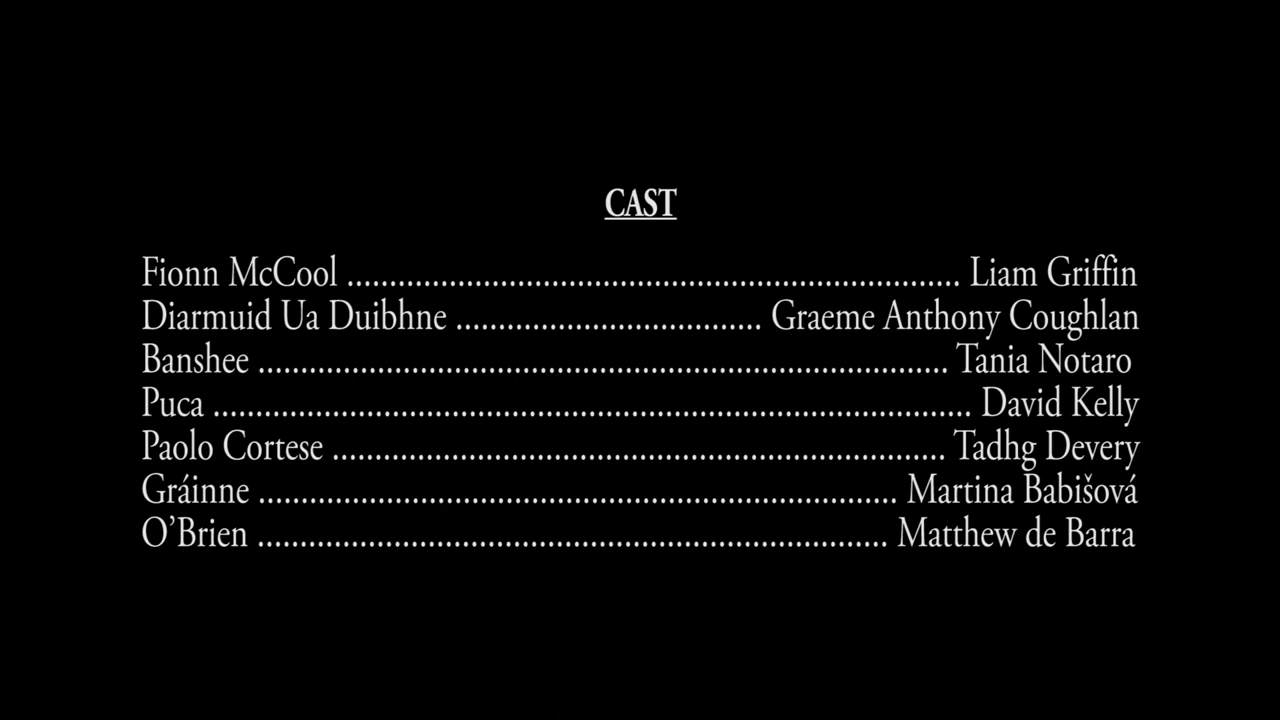 CAST
Fionn McCool ........................................................................ Liam Griffin
Diarmuid Ua Duibhne .................................... Graeme Anthony Coughlan
Banshee ................................................................................. Tania Notaro
Puca ......................................................................................... David Kelly
Paolo Cortese ........................................................................ Tadhg Devery
Gráinne ........................................................................... Martina Babišová
O’Brien .......................................................................... Matthew de Barra